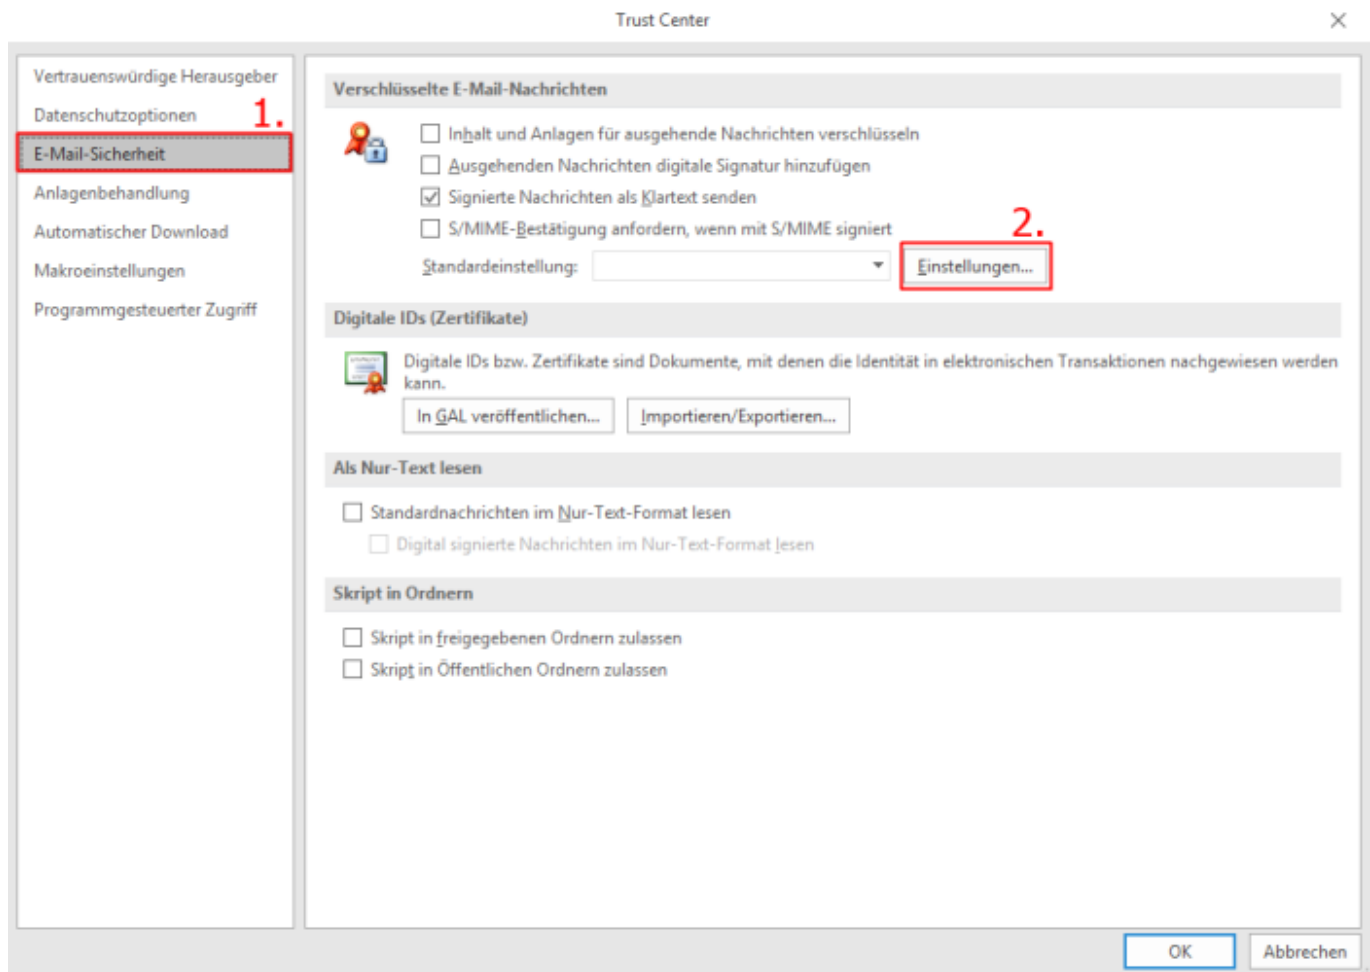 Trust Center
Vertrauenswürdige Herausgeber
Datenschutzoptionen
1.
E-Mail-Sicherheit
Anlagenbehandlung
Automatischer Download
Makroeinstellungen
Programmgesteuerter Zugriff
Verschlüsselte E-Mail-Nachrichten
Inhalt und Anlagen für ausgehende Nachrichten verschlüsseln
Ausgehenden Nachrichten digitale Signatur hinzufügen
Signierte Nachrichten als Klartext senden
S/MIME-Bestätigung anfordern, wenn mit S/MIME signiert
2.
Standardeinstellung:
Einstellungen...
Digitale IDs (Zertifikate)
Digitale IDs bzw. Zertifikate sind Dokumente, mit denen die Identität in elektronischen Transaktionen nachgewiesen werden
kann.
In GAL veröffentlichen...
Importieren/Exportieren...
Als Nur-Text lesen
Standardnachrichten im Nur-Text-Format lesen
Digital signierte Nachrichten im Nur-Text-Format lesen
Skript in Ordnern
Skript in freigegebenen Ordnern zulassen
Skript in Öffentlichen Ordnern zulassen
OK
Abbrechen